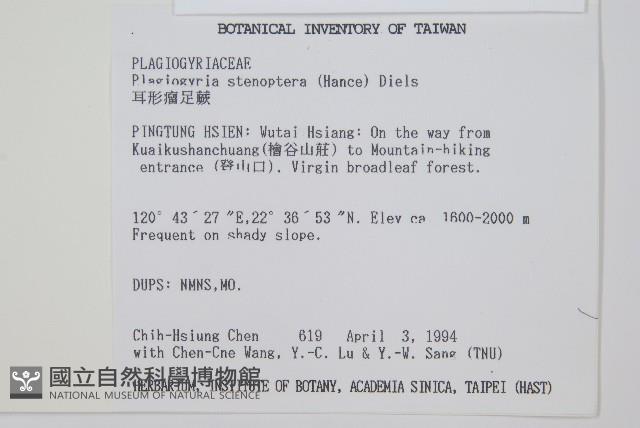 BOTANICAL INVENTORY OF TAIWAN
PLAGIOGYRIACEAE
Plagiogyria stenoptera (Hance) Diels
耳形瘤足蕨
PINGTUNG HSIEN: Wutai Hsiang: On the way from
Kuaikushanchuang(檜谷山莊) to Mountain-hiking
entrance (登山口). Virgin broadleaf forest.
120° 43´27 ″E,22° 36´53 ″N. Elev ca. 1600-2000 m
Frequent on shady slope.
DUPS: NMNS,MO.
Chih-Hsiung Chen 619 April 3, 1994
with Chen-Cne Wang, Y.-C. Lu & Y.-W. Sang (TNU)
國立自然科學博物館
HERBARIUM, INSTITUTE OF BOTANY, ACADEMIA SINICA, TAIPEI (HAST)
NATIONAL MUSEUM OF NATURAL SCIENCE